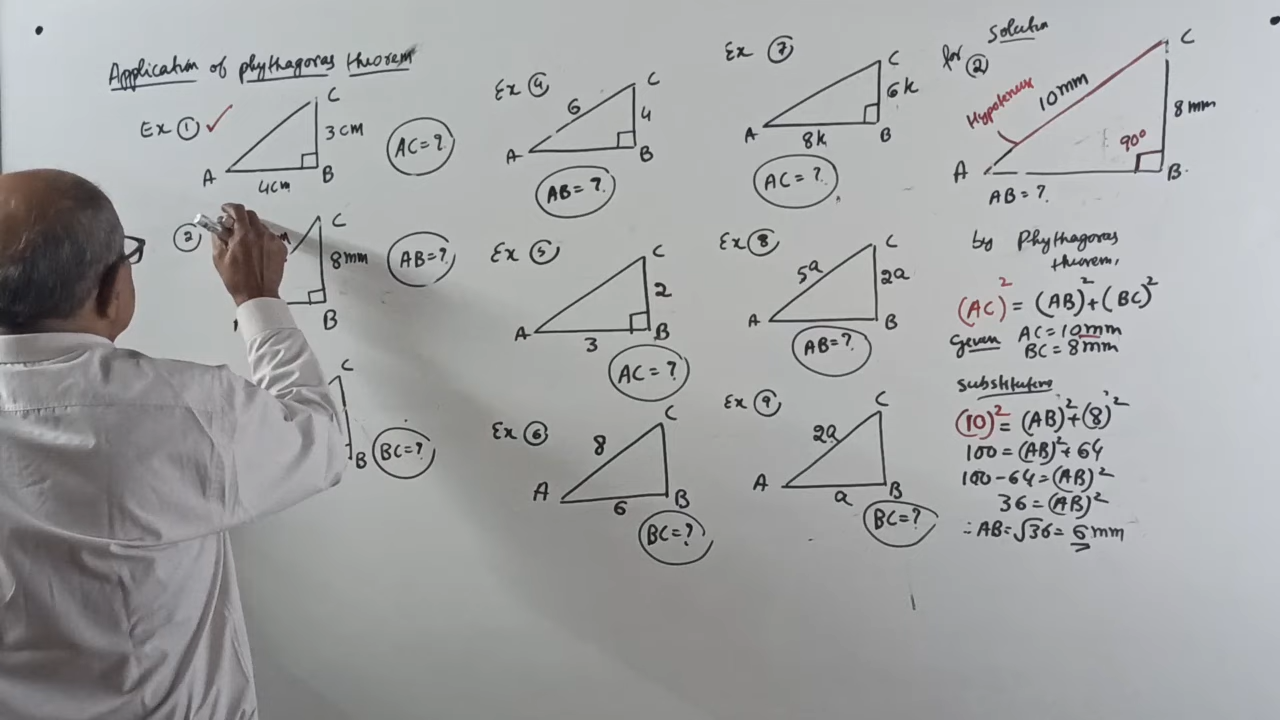 Application of phythagoras theorem
Ex 1
C
3 cm
A
4cm
B
AC = ?
2
C
8mm
B
AB = ?
C
B
BC = ?
Ex 4
C
6
4
A
B
AB = ?
Ex 5
C
2
A
3
B
AC = ?
Ex 6
C
8
A
6
B
BC = ?
Ex 7
C
6k
A
8k
B
AC = ?
Ex 8
C
5a
2a
A
B
AB = ?
Ex 9
C
2a
A
a
B
BC = ?
Solution
for 2
C
Hypotenux
10mm
8mm
90°
A
B
AB = ?
by Phythagoras
theorem,
(AC)² = (AB)² + (BC)²
Geven AC = 10mm
BC = 8mm
(10)² = (AB)² + (8)²
100 = (AB)² + 64
100 - 64 = (AB)²
36 = (AB)²
∴ AB = √36 = 6mm